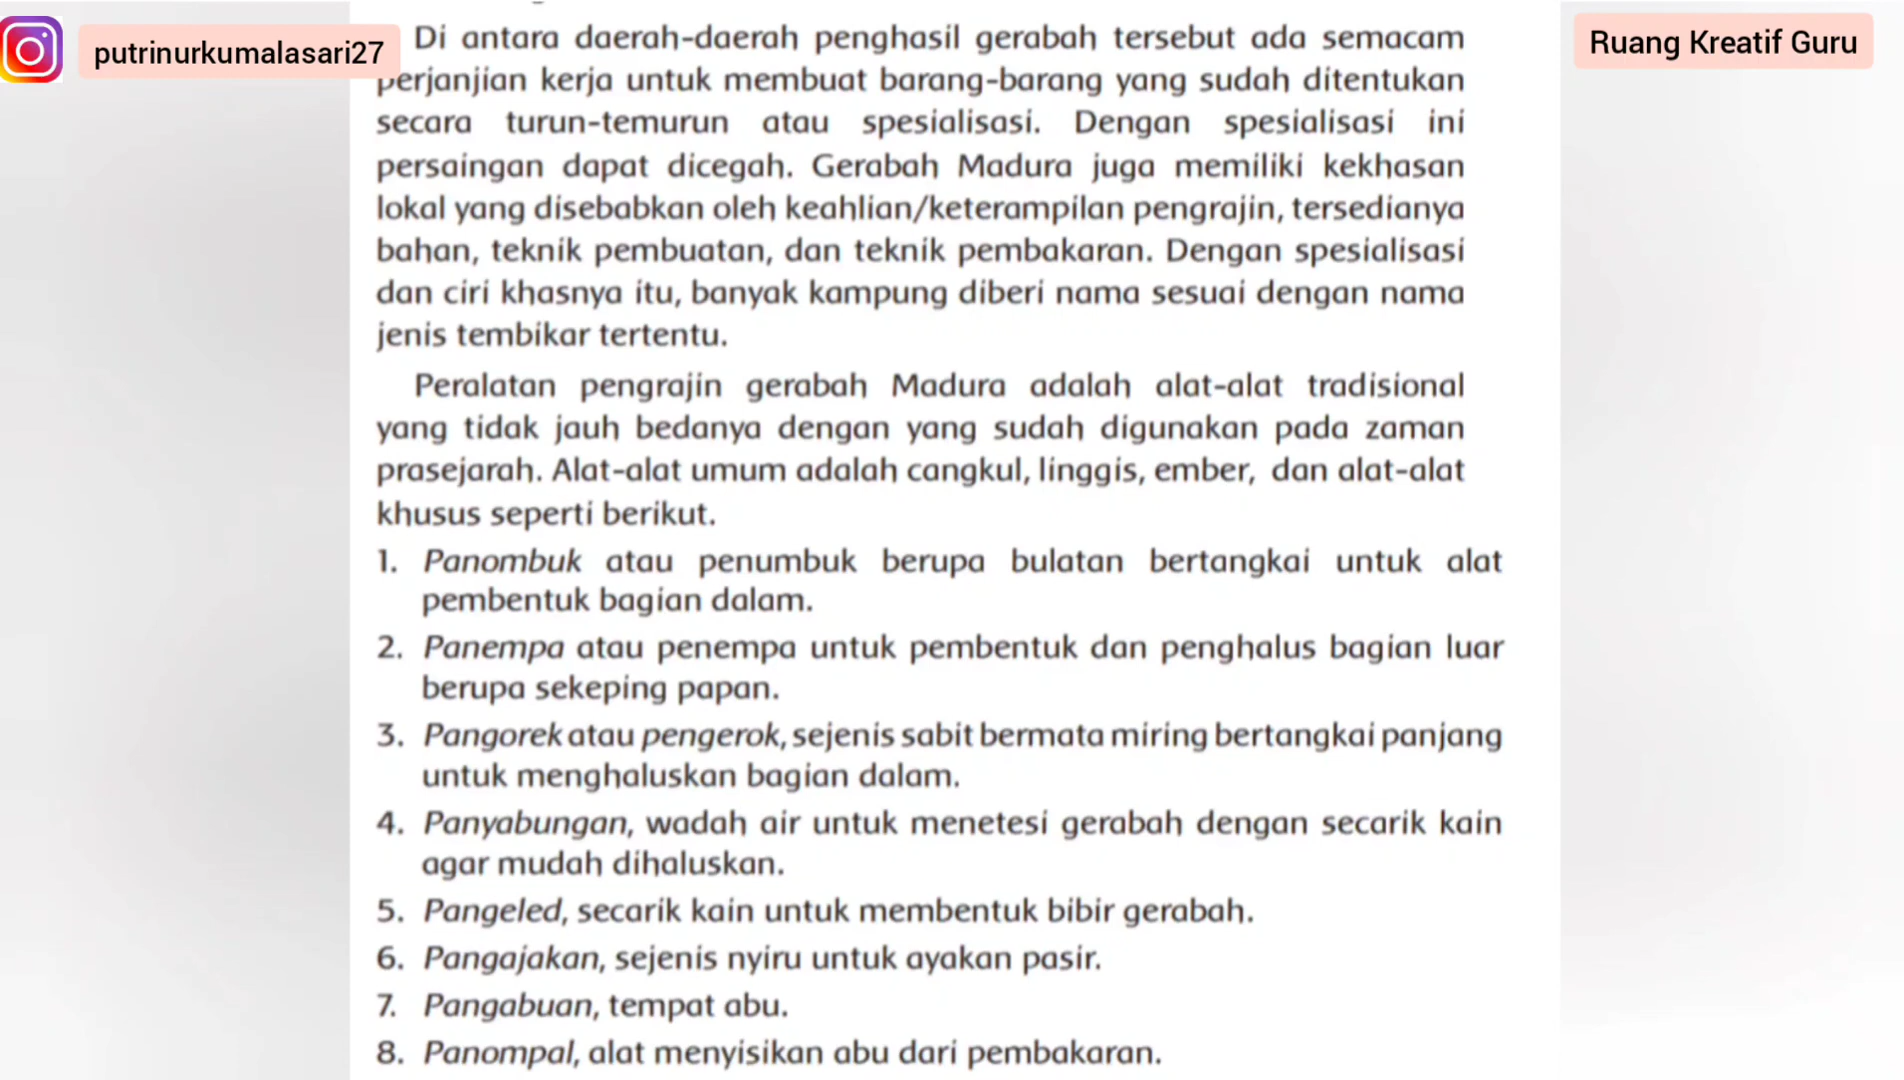 putrinurkumalasari27
Ruang Kreatif Guru
Di antara daerah-daerah penghasil gerabah tersebut ada semacam
perjanjian kerja untuk membuat barang-barang yang sudah ditentukan
secara turun-temurun atau spesialisasi. Dengan spesialisasi ini
persaingan dapat dicegah. Gerabah Madura juga memiliki kekhasan
lokal yang disebabkan oleh keahlian/keterampilan pengrajin, tersedianya
bahan, teknik pembuatan, dan teknik pembakaran. Dengan spesialisasi
dan ciri khasnya itu, banyak kampung diberi nama sesuai dengan nama
jenis tembikar tertentu.
Peralatan pengrajin gerabah Madura adalah alat-alat tradisional
yang tidak jauh bedanya dengan yang sudah digunakan pada zaman
prasejarah. Alat-alat umum adalah cangkul, linggis, ember, dan alat-alat
khusus seperti berikut.
1. Panombuk atau penumbuk berupa bulatan bertangkai untuk alat
pembentuk bagian dalam.
2. Panempa atau penempa untuk pembentuk dan penghalus bagian luar
berupa sekeping papan.
3. Pangorek atau pengerok, sejenis sabit bermata miring bertangkai panjang
untuk menghaluskan bagian dalam.
4. Panyabungan, wadah air untuk menetesi gerabah dengan secarik kain
agar mudah dihaluskan.
5. Pangeled, secarik kain untuk membentuk bibir gerabah.
6. Pangajakan, sejenis nyiru untuk ayakan pasir.
7. Pangabuan, tempat abu.
8. Panompal, alat menyisikan abu dari pembakaran.